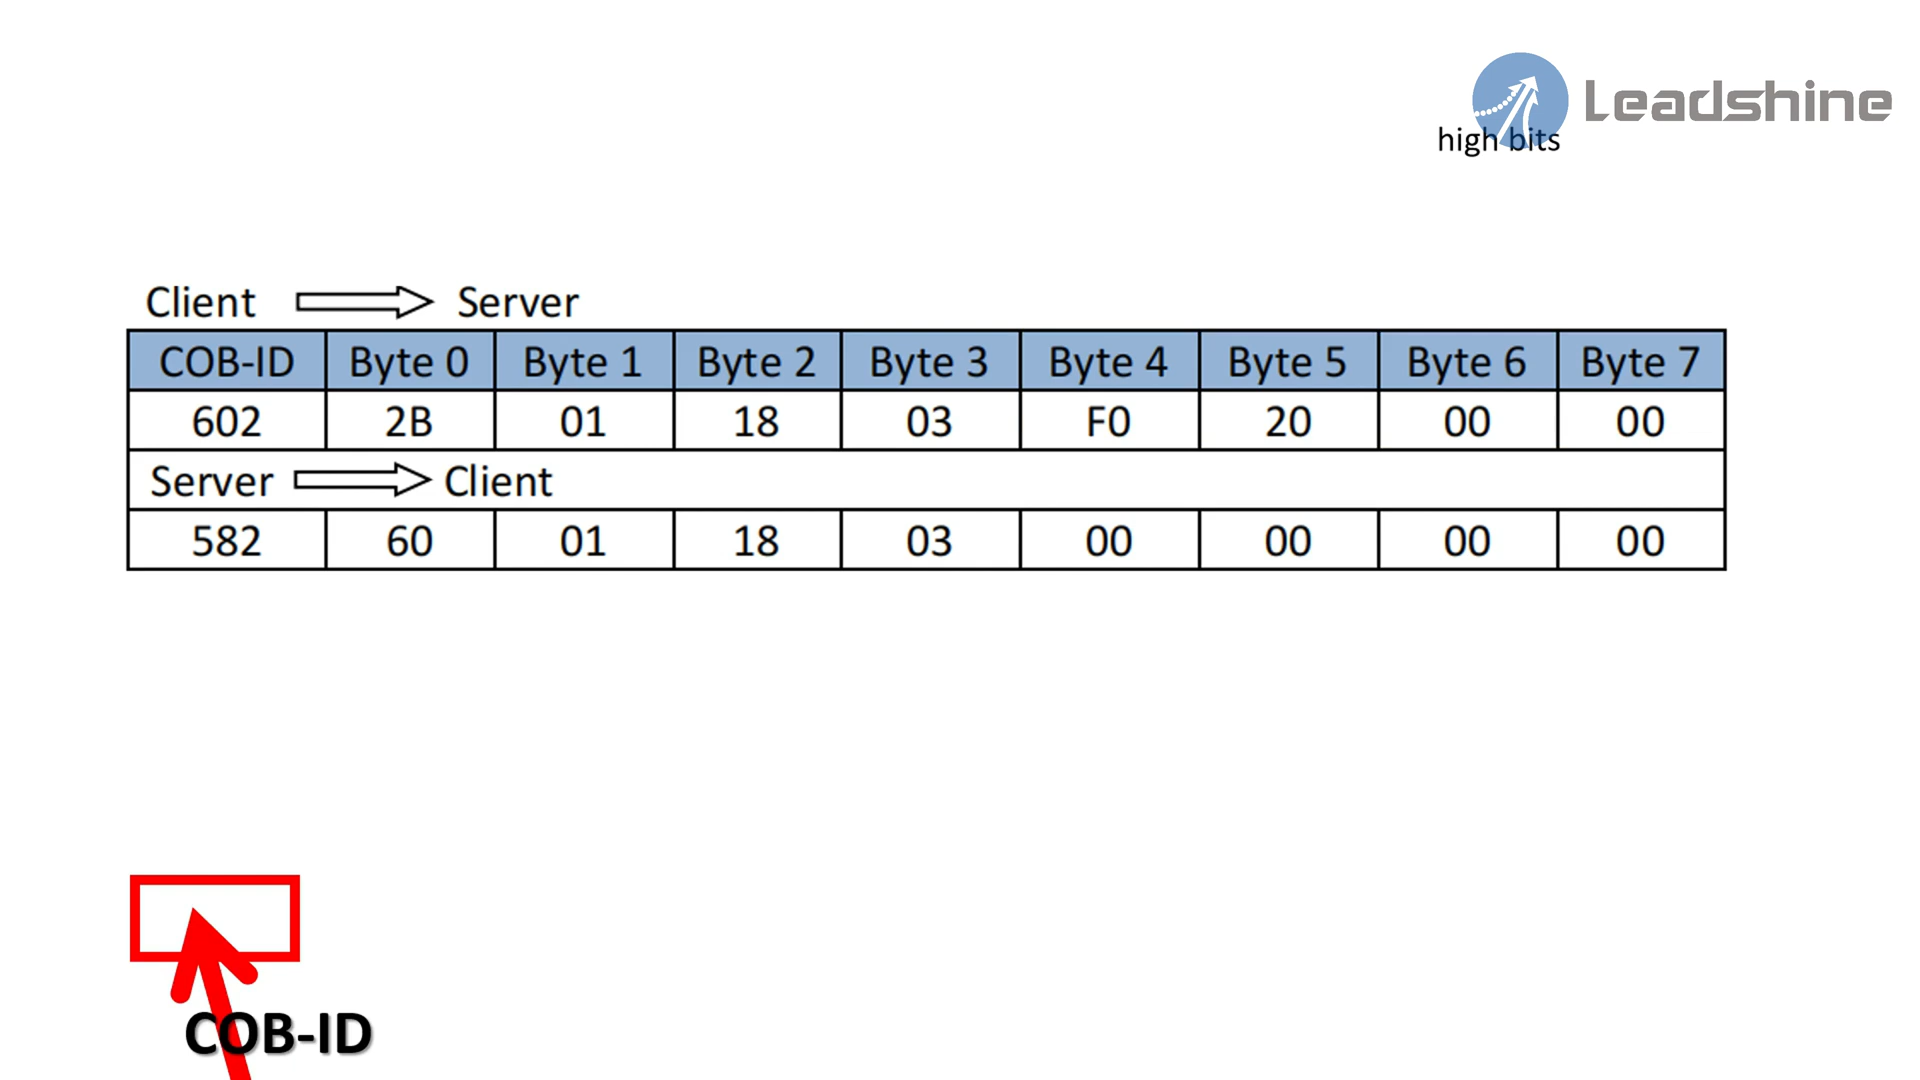 Leadshine
high bits
Client Server
COB-ID Byte 0 Byte 1 Byte 2 Byte 3 Byte 4 Byte 5 Byte 6 Byte 7
602 2B 01 18 03 F0 20 00 00
Server Client
582 60 01 18 03 00 00 00 00
COB-ID